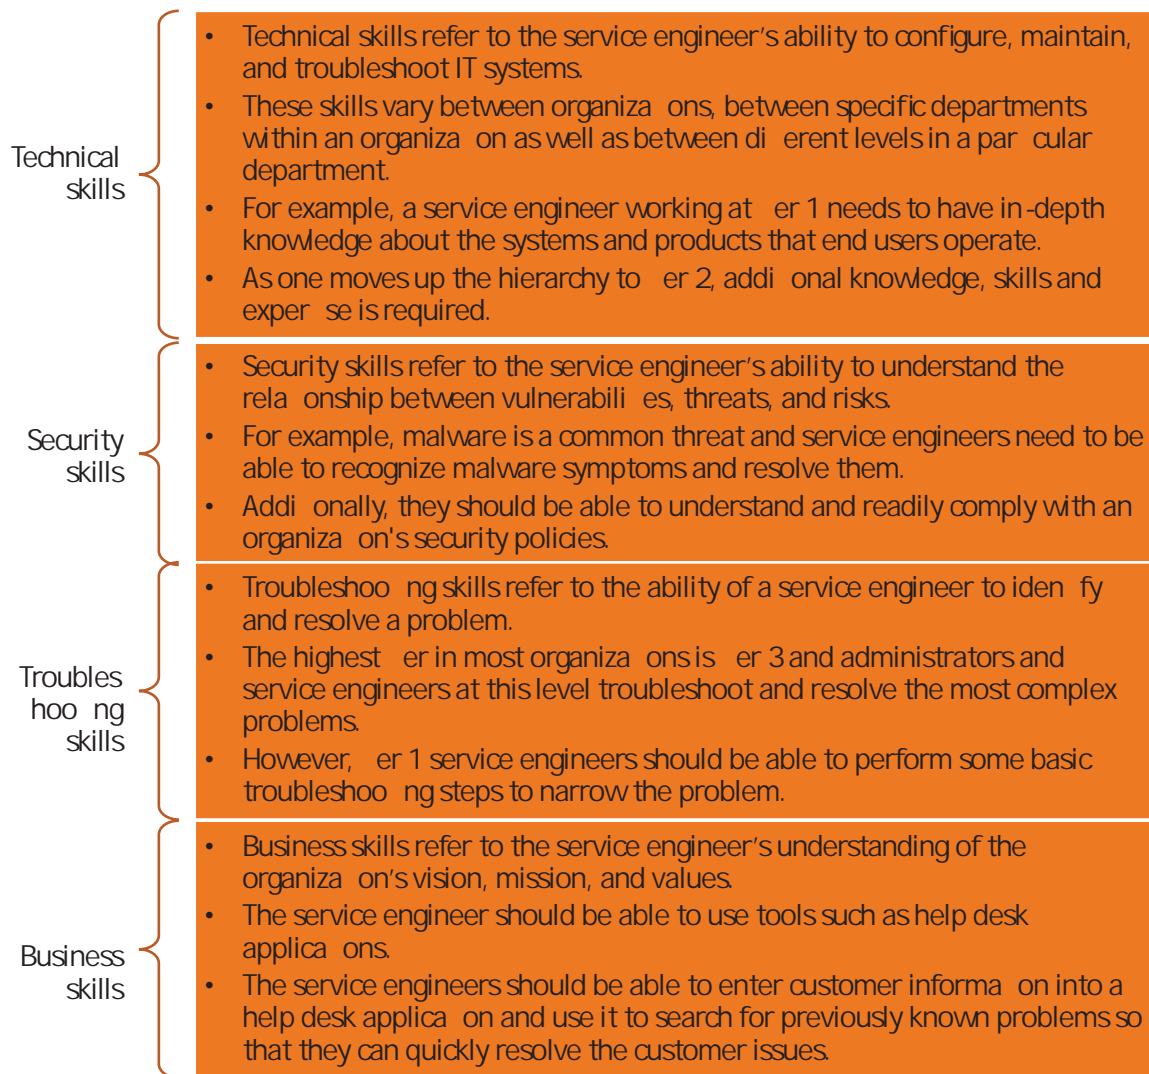 Technical
skills
• Technical skills refer to the service engineer’s ability to configure, maintain,
and troubleshoot IT systems.
• These skills vary between organiza ons, between specific departments
within an organiza on as well as between di erent levels in a par cular
department.
• For example, a service engineer working at er 1 needs to have in-depth
knowledge about the systems and products that end users operate.
• As one moves up the hierarchy to er 2, addi onal knowledge, skills and
exper se is required.
Security
skills
• Security skills refer to the service engineer’s ability to understand the
rela onship between vulnerabili es, threats, and risks.
• For example, malware is a common threat and service engineers need to be
able to recognize malware symptoms and resolve them.
• Addi onally, they should be able to understand and readily comply with an
organiza on's security policies.
Troubles
hoo ng
skills
• Troubleshoo ng skills refer to the ability of a service engineer to iden fy
and resolve a problem.
• The highest er in most organiza ons is er 3 and administrators and
service engineers at this level troubleshoot and resolve the most complex
problems.
• However, er 1 service engineers should be able to perform some basic
troubleshoo ng steps to narrow the problem.
Business
skills
• Business skills refer to the service engineer’s understanding of the
organiza on’s vision, mission, and values.
• The service engineer should be able to use tools such as help desk
applica ons.
• The service engineers should be able to enter customer informa on into a
help desk applica on and use it to search for previously known problems so
that they can quickly resolve the customer issues.